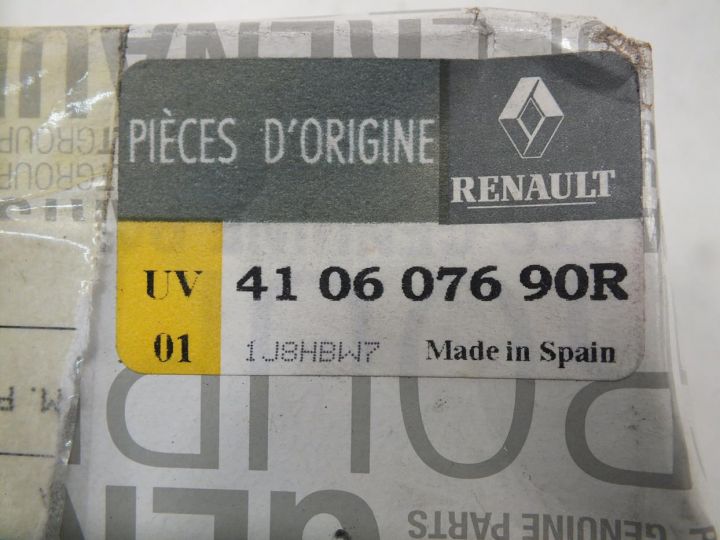 PIÈCES D'ORIGINE
RENAULT
UV 41 06 076 90R
01 1J8HBW7 Made in Spain
GENUINE PARTS